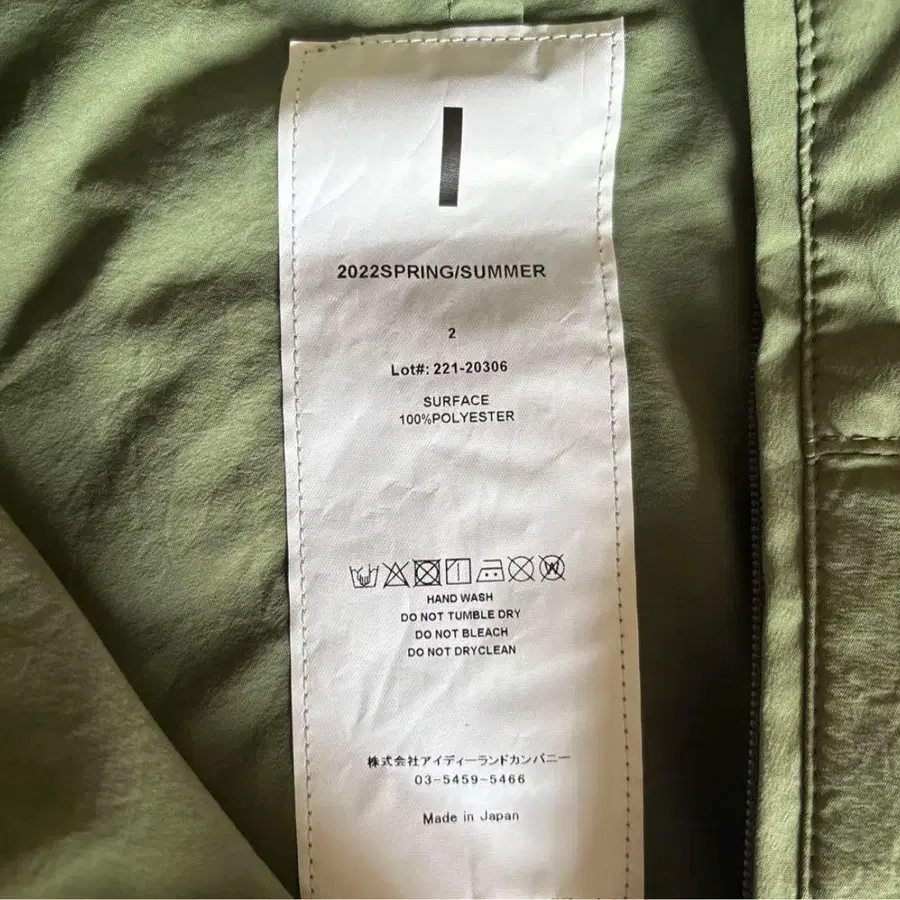 2022SPRING/SUMMER
2
Lot#: 221-20306
SURFACE
100%POLYESTER
HAND WASH
DO NOT TUMBLE DRY
DO NOT BLEACH
DO NOT DRYCLEAN
株式会社アイディーランドカンパニー
03-5459-5466
Made in Japan